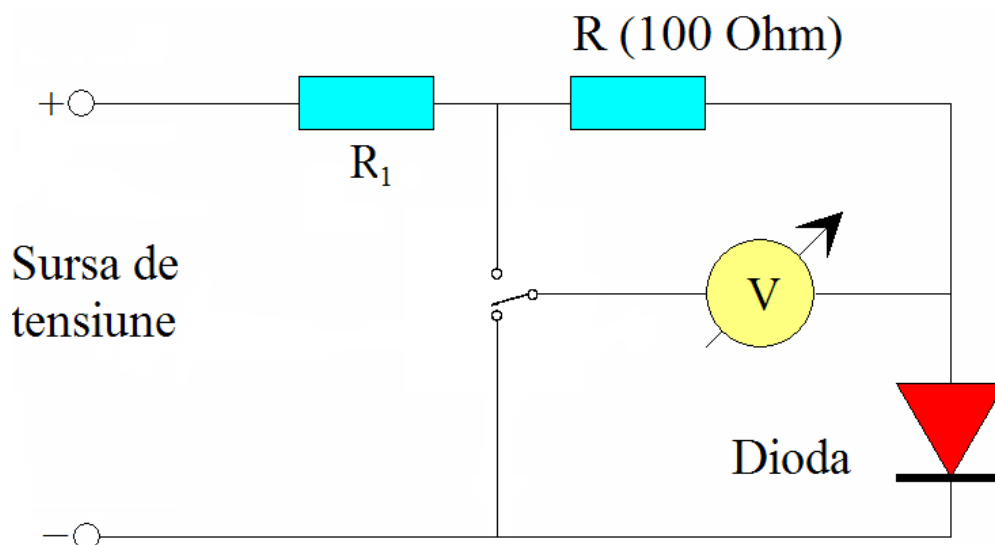 R (100 Ohm)
+
R₁
Sursa de
tensiune
V
Dioda
−